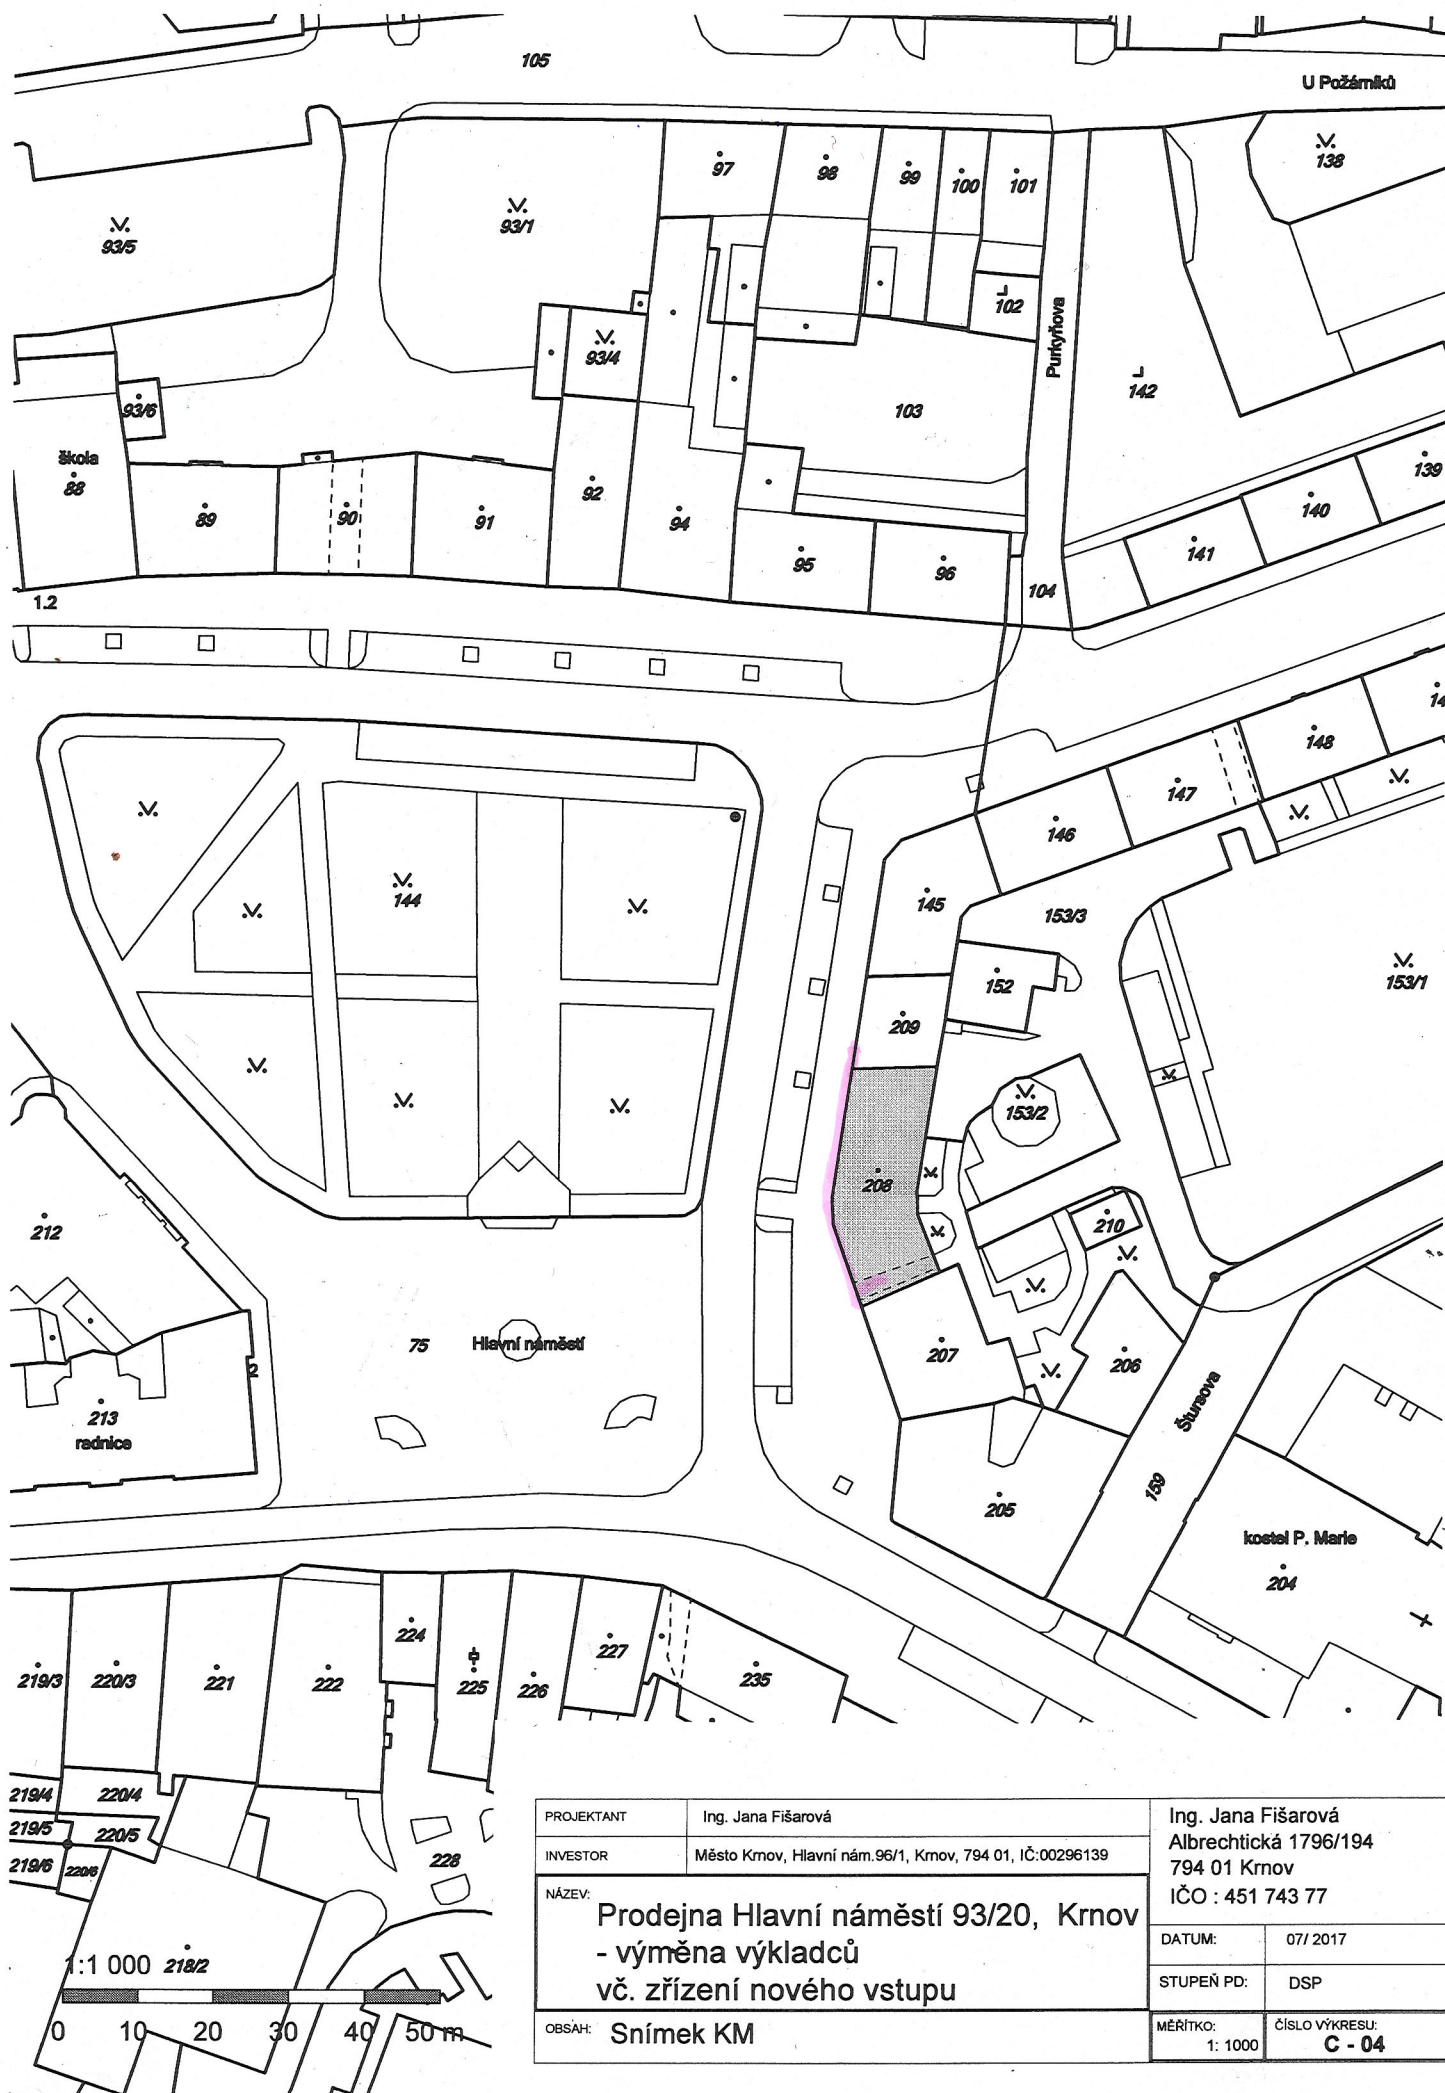 105
U Požárníků
138
97
98
99
100
101
93/1
93/5
102
Purkyňova
93/4
142
93/6
103
škola
88
139
89
90
91
92
94
140
95
96
141
104
1.2
14
148
147
146
144
145
153/3
152
153/1
209
153/2
208
210
212
75
Hlavní náměstí
207
206
2
213
radnice
Štursova
159
205
kostel P. Marie
204
224
227
219/3
220/3
221
222
225
226
235
219/4
220/4
219/5
220/5
219/6
220/6
228
1:1 000
218/2
0 10 20 30 40 50 m
PROJEKTANT
Ing. Jana Fišarová
INVESTOR
Město Krnov, Hlavní nám.96/1, Krnov, 794 01, IČ:00296139
NÁZEV:
Prodejna Hlavní náměstí 93/20, Krnov
- výměna výkladců
vč. zřízení nového vstupu
OBSAH:
Snímek KM
Ing. Jana Fišarová
Albrechtická 1796/194
794 01 Krnov
IČO : 451 743 77
DATUM:
07/ 2017
STUPEŇ PD:
DSP
MĚŘÍTKO:
1: 1000
ČÍSLO VÝKRESU:
C - 04